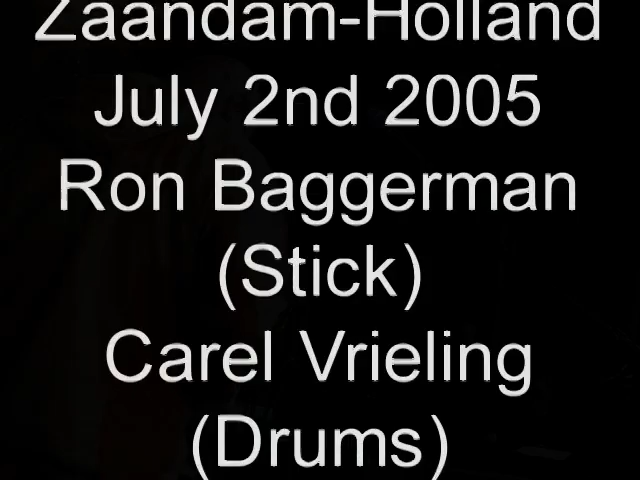 Zaandam-Holland
July 2nd 2005
Ron Baggerman
(Stick)
Carel Vrieling
(Drums)